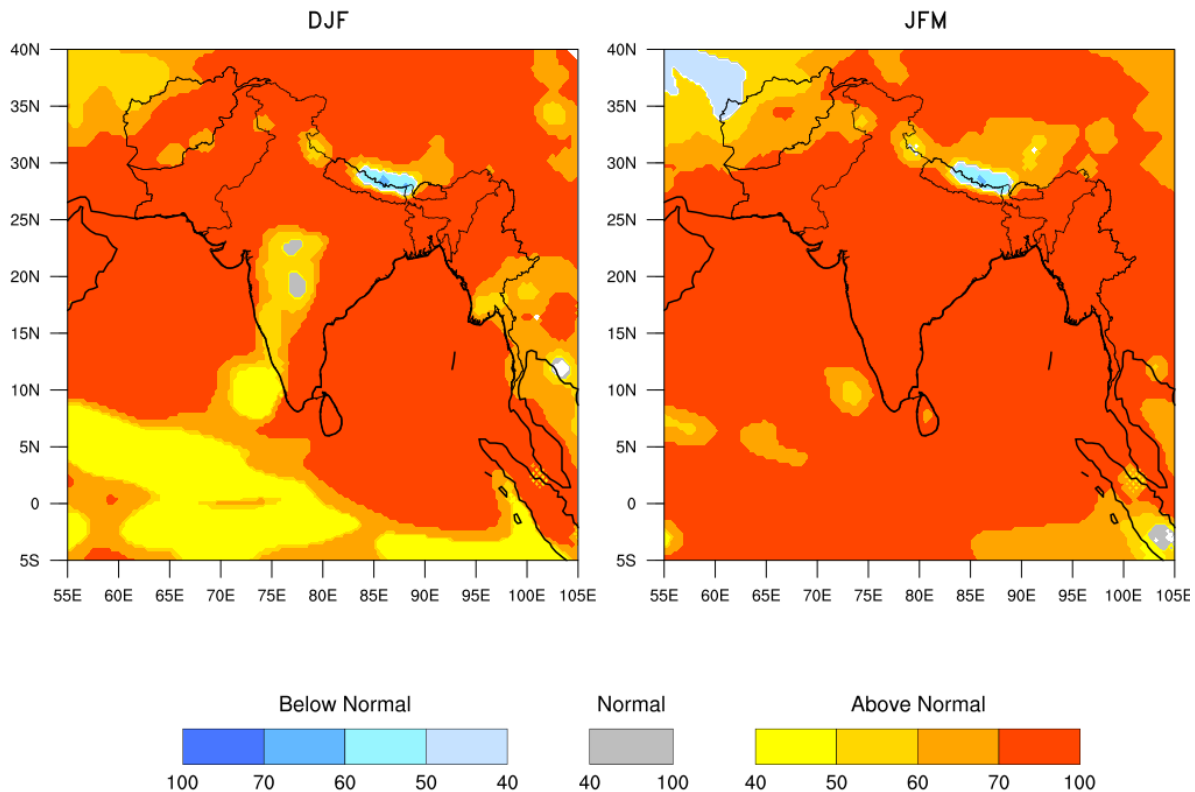 DJF
JFM
40N
35N
30N
25N
20N
15N
10N
5N
0
5S
55E 60E 65E 70E 75E 80E 85E 90E 95E 100E 105E
40N
35N
30N
25N
20N
15N
10N
5N
0
5S
55E 60E 65E 70E 75E 80E 85E 90E 95E 100E 105E
Below Normal Normal Above Normal
100 70 60 50 40 40 100 40 50 60 70 100